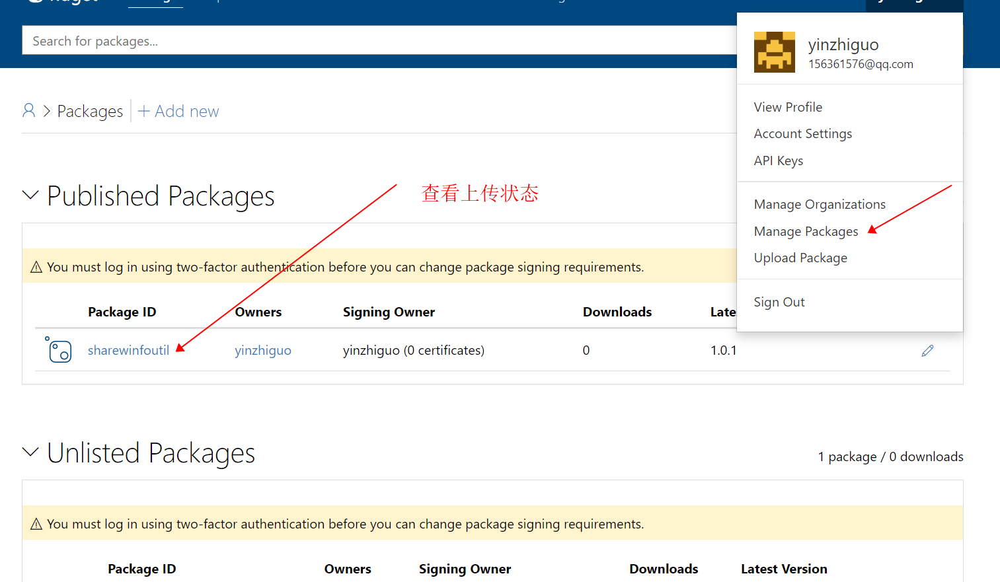 Search for packages...
yinzhiguo
156361576@qq.com
Packages
Add new
View Profile
Account Settings
API Keys
Published Packages
查看上传状态
Manage Organizations
Manage Packages
Upload Package
You must log in using two-factor authentication before you can change package signing requirements.
Sign Out
Package ID Owners Signing Owner Downloads Late
sharewinfoutil yinzhiguo yinzhiguo (0 certificates) 0 1.0.1
Unlisted Packages
1 package / 0 downloads
You must log in using two-factor authentication before you can change package signing requirements.
Package ID Owners Signing Owner Downloads Latest Version